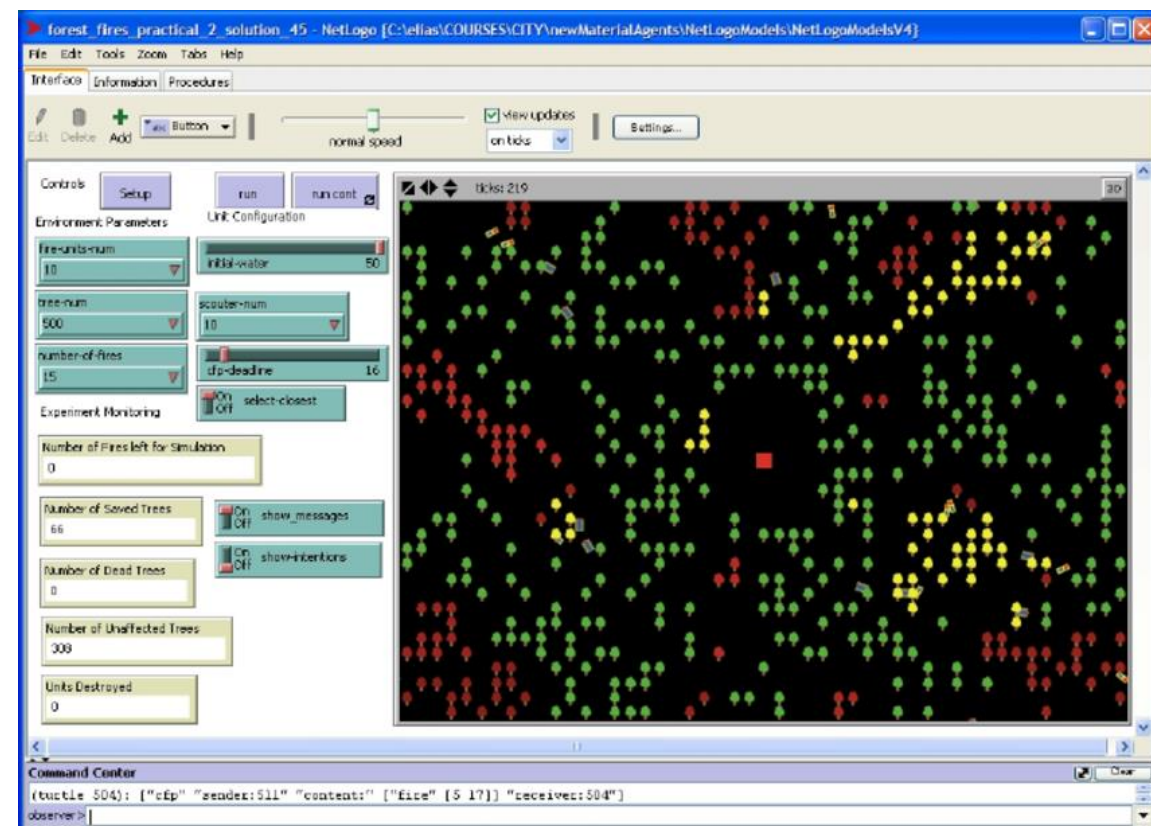 forest_fires_practical_2_solution_45 - NetLogo [C:\elias\COURSES\CITY\newMaterialAgents\NetLogoModels\NetLogoModelsV4]
File Edit Tools Zoom Tabs Help
Interface Information Procedures
Edit Delete Add Button normal speed view updates on ticks Settings...
ticks: 219 3D
Controls Setup run run cont
Environment Parameters Unit Configuration
fire-units-num
10
initial-water 50
tree-num
500
scouter-num
10
number-of-fires
15
cfp-deadline 16
On Off select-closest
Experiment Monitoring
Number of Fires left for Simulation
0
Number of Saved Trees
66
On Off show_messages
On Off show-intentions
Number of Dead Trees
0
Number of Unaffected Trees
308
Units Destroyed
0
Command Center Clear
(turtle 504): ["cfp" "sender:511" "content:" ["fire" [5 17]] "receiver:504"]
observer>